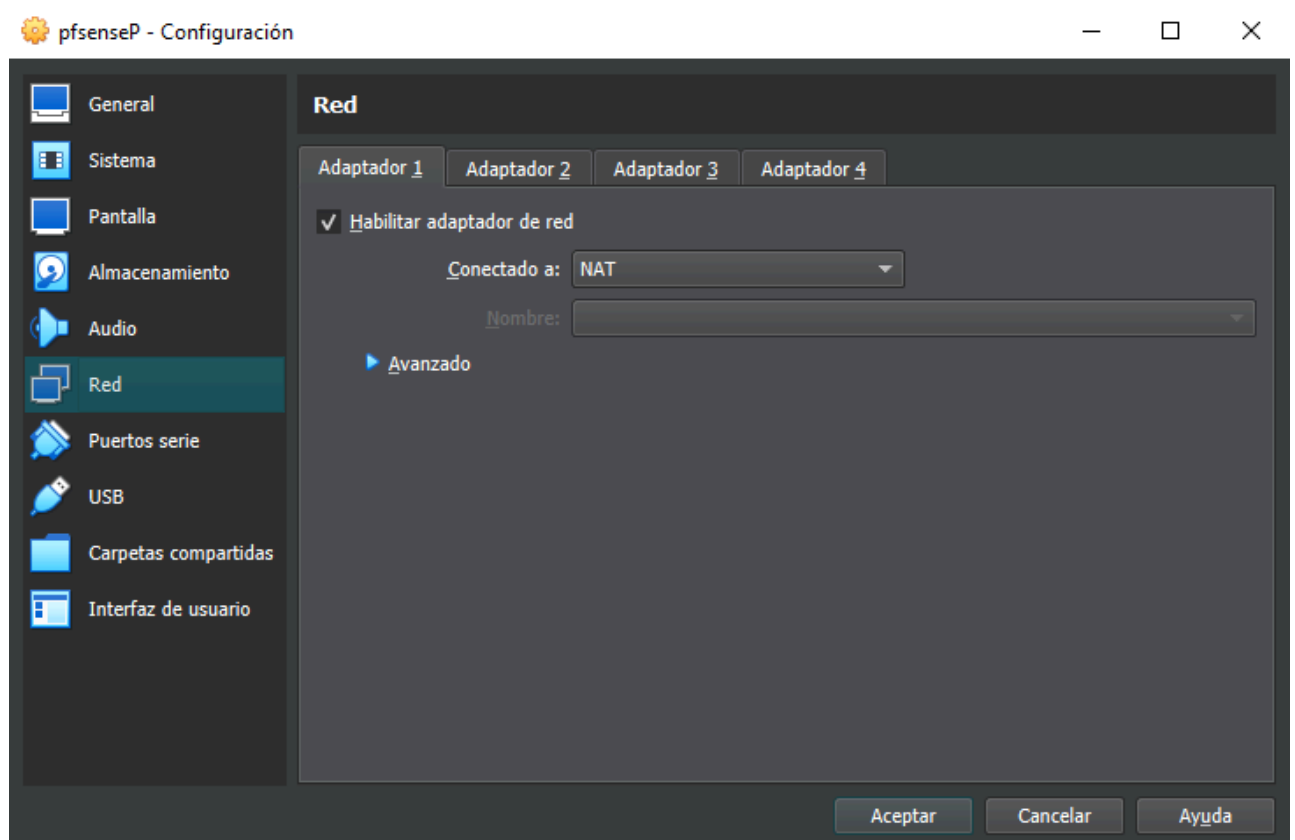 pfsenseP - Configuración
General
Sistema
Pantalla
Almacenamiento
Audio
Red
Puertos serie
USB
Carpetas compartidas
Interfaz de usuario
Red
Adaptador 1
Adaptador 2
Adaptador 3
Adaptador 4
Habilitar adaptador de red
Conectado a: NAT
Nombre:
Avanzado
Aceptar
Cancelar
Ayuda